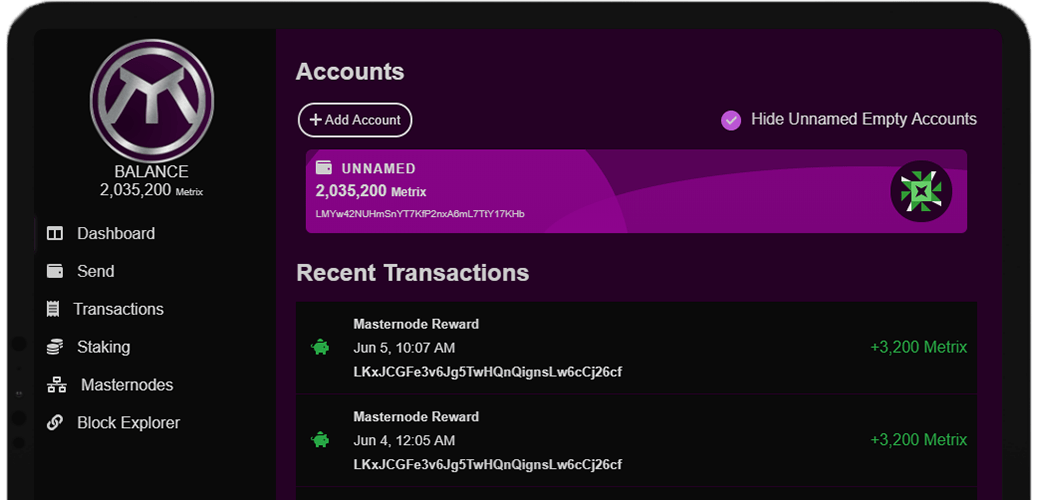 BALANCE
2,035,200 Metrix
Dashboard
Send
Transactions
Staking
Masternodes
Block Explorer
Accounts
+ Add Account
Hide Unnamed Empty Accounts
UNNAMED
2,035,200 Metrix
LMYw42NUHmSnYT7KfP2nxA6mL7TtY17KHb
Recent Transactions
Masternode Reward
Jun 5, 10:07 AM
+3,200 Metrix
LKxJCGFe3v6Jg5TwHQnQignsLw6cCj26cf
Masternode Reward
Jun 4, 12:05 AM
+3,200 Metrix
LKxJCGFe3v6Jg5TwHQnQignsLw6cCj26cf